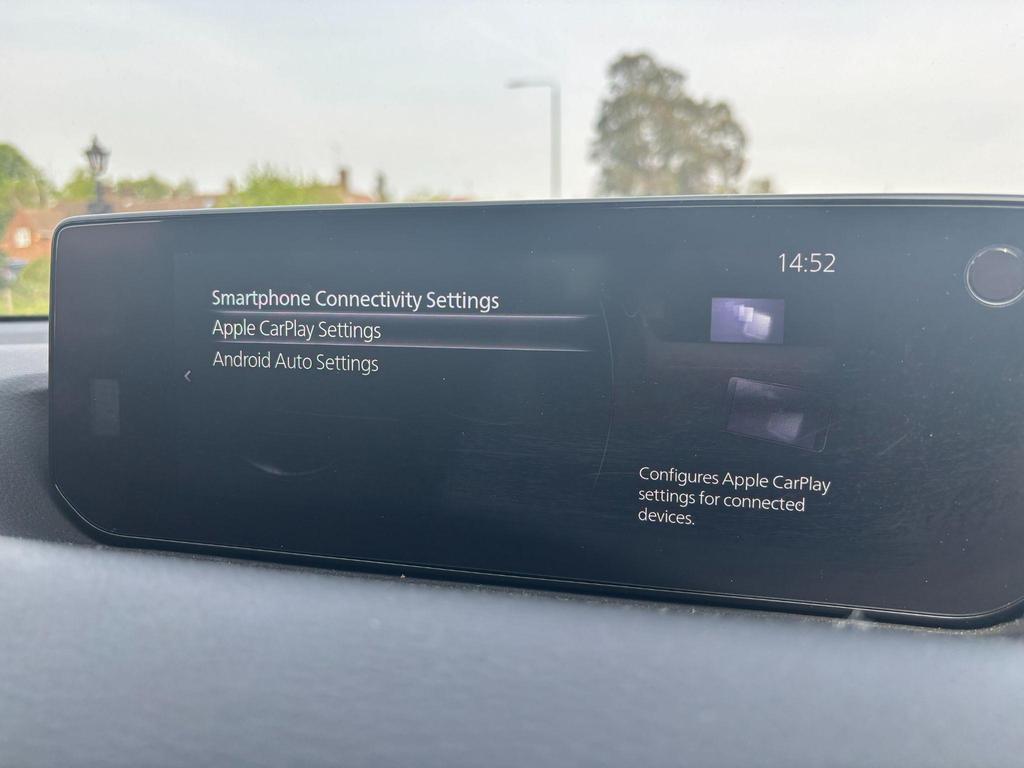 14:52
Smartphone Connectivity Settings
Apple CarPlay Settings
Android Auto Settings
Configures Apple CarPlay
settings for connected
devices.